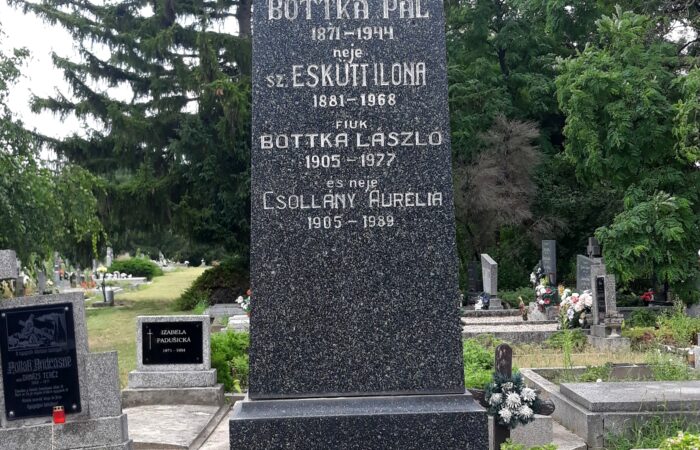 BOTTKA PÁL
1871–1944
neje
sz. ESKÜTT ILONA
1881–1968
FIUK
BOTTKA LÁSZLÓ
1905–1977
és neje
CSOLLÁNY AURÉLIA
1905–1989
IZABELA
PADUŠICKÁ